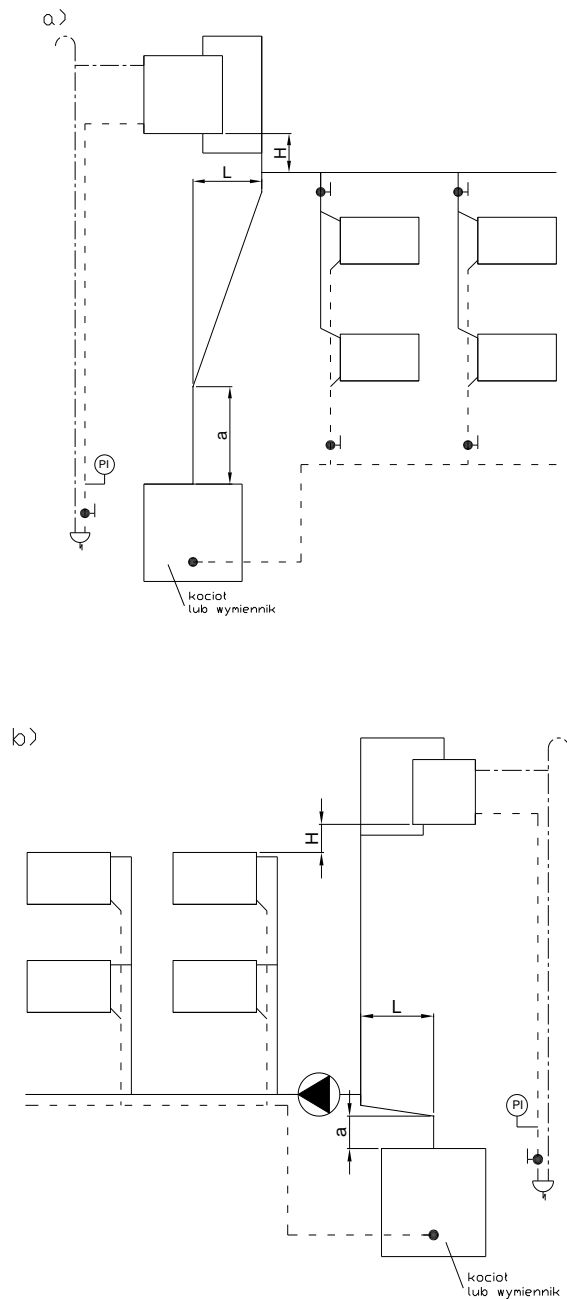 a)
H
L
a
PI
kocioł
lub wymiennik
b)
H
L
a
PI
kocioł
lub wymiennik